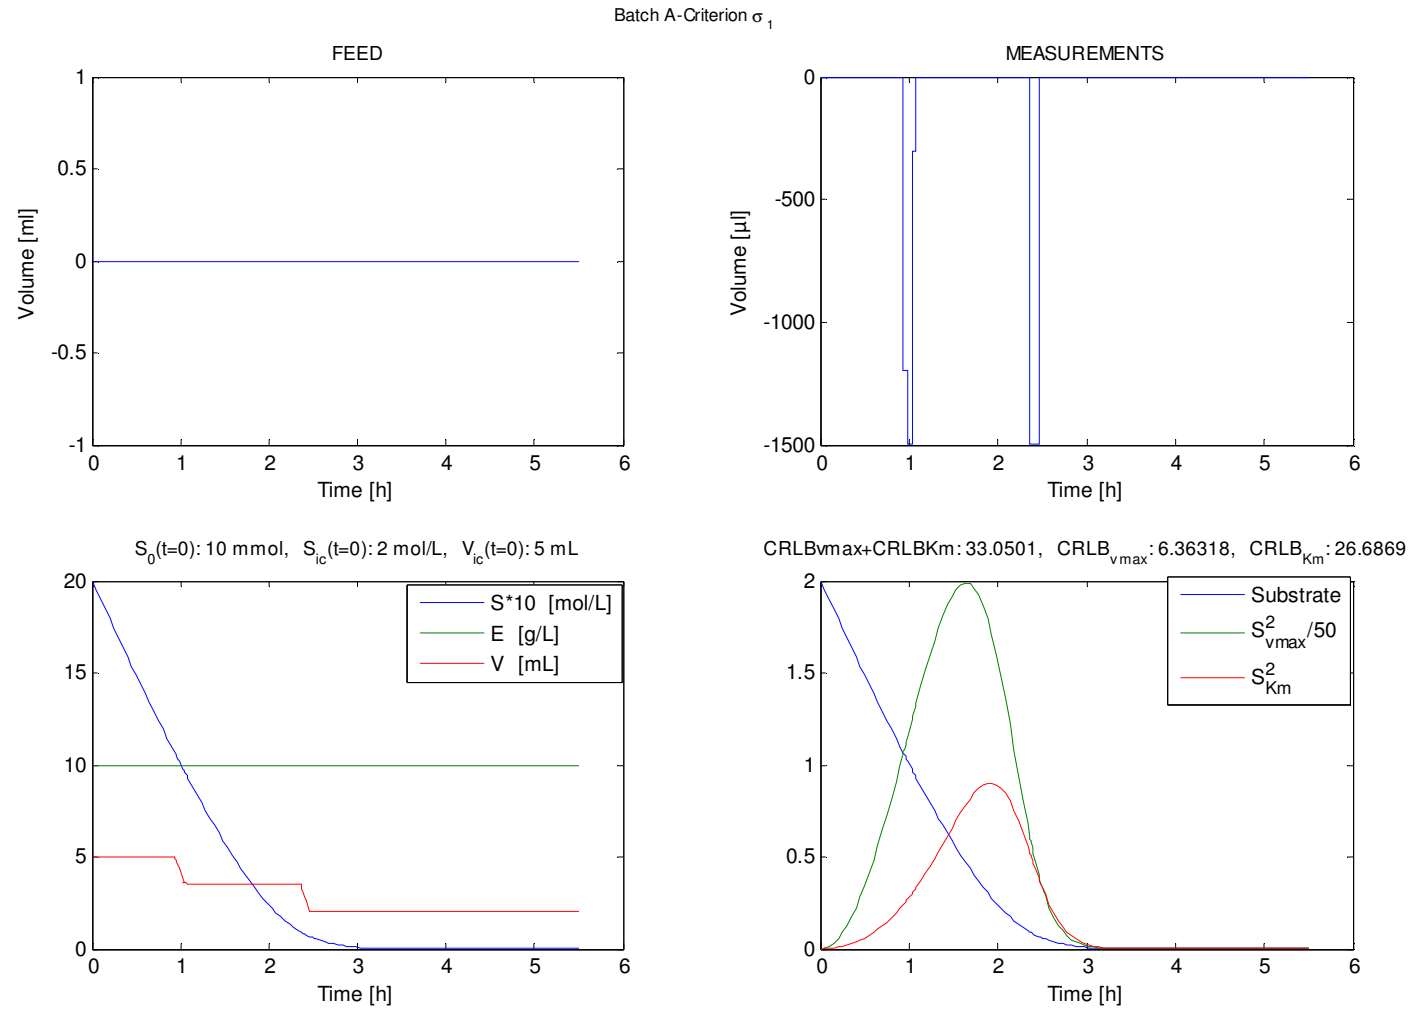 Batch A-Criterion σ1
FEED
1
0.5
0
-0.5
-1
0 1 2 3 4 5 6
Volume [ml]
Time [h]
MEASUREMENTS
0
-500
-1000
-1500
0 1 2 3 4 5 6
Volume [µl]
Time [h]
S0(t=0): 10 mmol, Sic(t=0): 2 mol/L, Vic(t=0): 5 mL
20
15
10
5
0
0 1 2 3 4 5 6
Time [h]
S*10 [mol/L]
E [g/L]
V [mL]
CRLBvmax+CRLBKm: 33.0501, CRLBvmax: 6.36318, CRLBKm: 26.6869
2
1.5
1
0.5
0
0 1 2 3 4 5 6
Time [h]
Substrate
S²vmax/50
S²Km